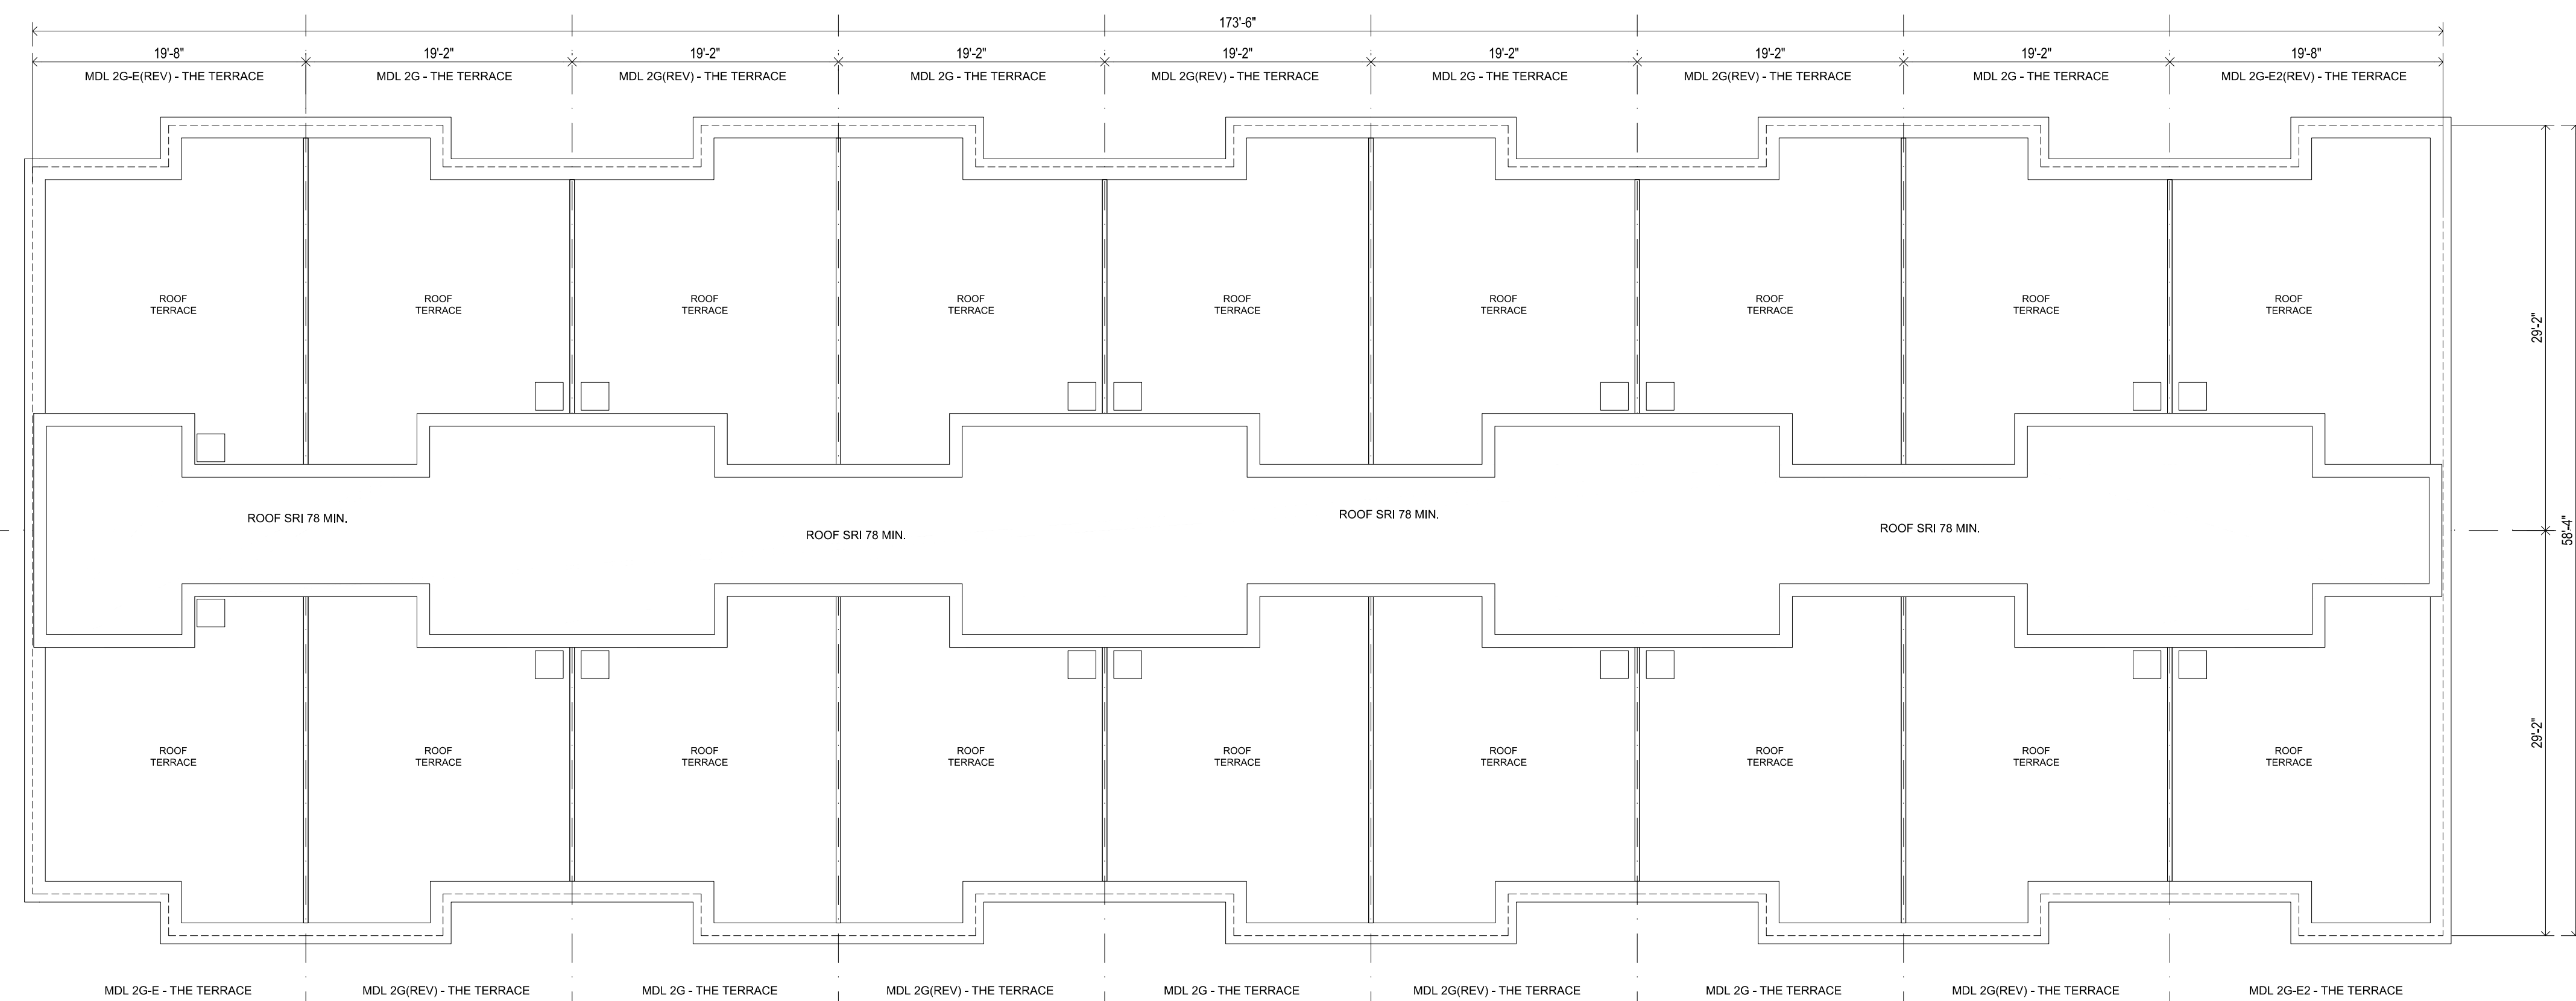 173'-6"
19'-8" 19'-2" 19'-2" 19'-2" 19'-2" 19'-2" 19'-2" 19'-2" 19'-8"
MDL 2G-E(REV) - THE TERRACE MDL 2G - THE TERRACE MDL 2G(REV) - THE TERRACE MDL 2G - THE TERRACE MDL 2G(REV) - THE TERRACE MDL 2G - THE TERRACE MDL 2G(REV) - THE TERRACE MDL 2G - THE TERRACE MDL 2G-E2(REV) - THE TERRACE
ROOF ROOF ROOF ROOF ROOF ROOF ROOF ROOF ROOF
TERRACE TERRACE TERRACE TERRACE TERRACE TERRACE TERRACE TERRACE TERRACE
29'-2"
ROOF SRI 78 MIN. ROOF SRI 78 MIN. ROOF SRI 78 MIN. ROOF SRI 78 MIN.
58'-4"
29'-2"
ROOF ROOF ROOF ROOF ROOF ROOF ROOF ROOF ROOF
TERRACE TERRACE TERRACE TERRACE TERRACE TERRACE TERRACE TERRACE TERRACE
MDL 2G-E - THE TERRACE MDL 2G(REV) - THE TERRACE MDL 2G - THE TERRACE MDL 2G(REV) - THE TERRACE MDL 2G - THE TERRACE MDL 2G(REV) - THE TERRACE MDL 2G - THE TERRACE MDL 2G(REV) - THE TERRACE MDL 2G-E2 - THE TERRACE